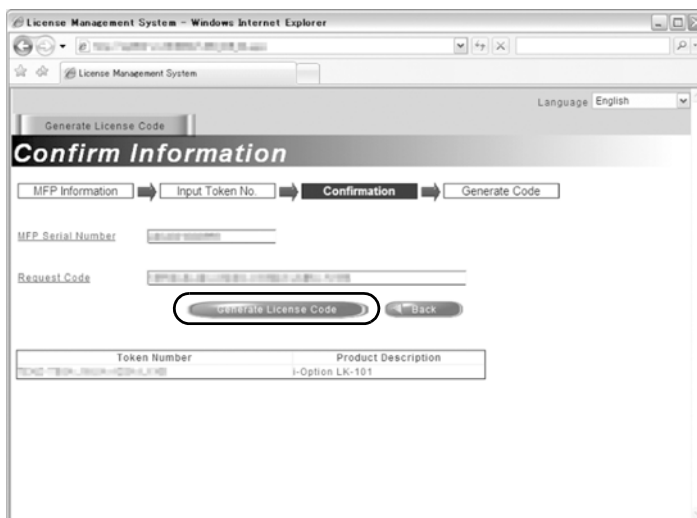 License Management System - Windows Internet Explorer
License Management System
Language English
Generate License Code
Confirm Information
MFP Information Input Token No. Confirmation Generate Code
MFP Serial Number
Request Code
Generate License Code Back
Token Number Product Description
i-Option LK-101